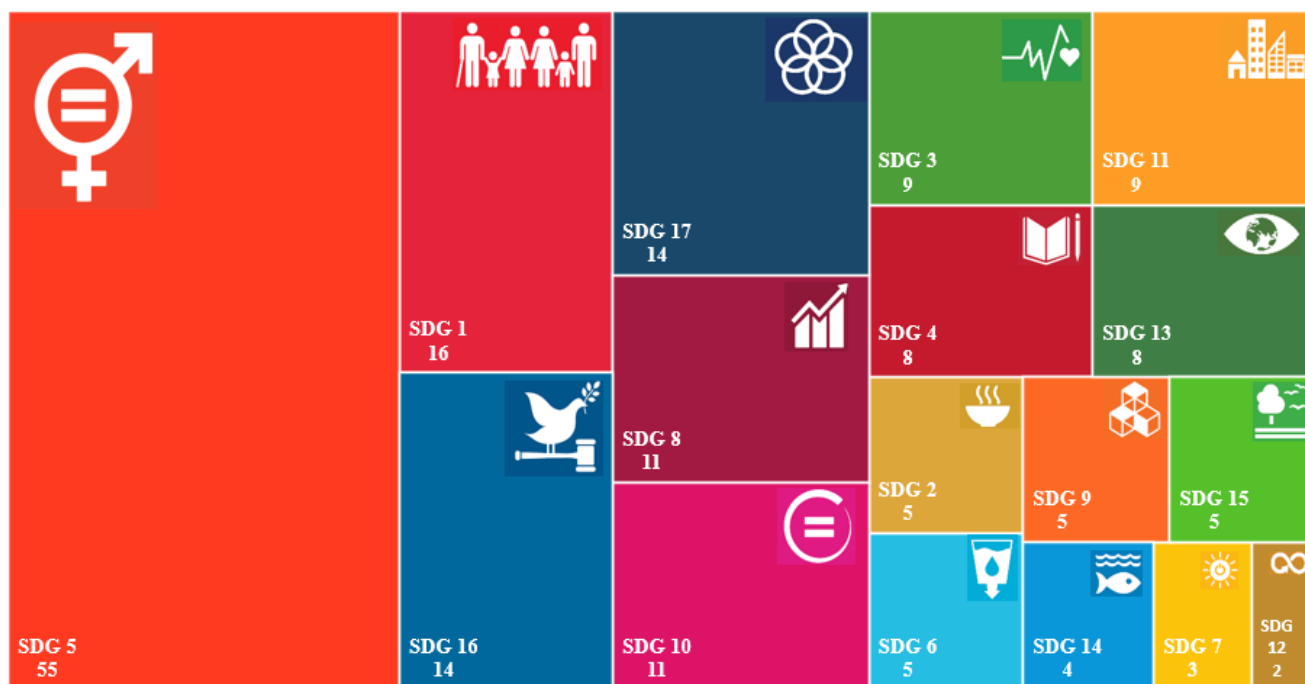 SDG 5
55
SDG 1
16
SDG 16
14
SDG 17
14
SDG 8
11
SDG 10
11
SDG 3
9
SDG 11
9
SDG 4
8
SDG 13
8
SDG 2
5
SDG 9
5
SDG 15
5
SDG 6
5
SDG 14
4
SDG 7
3
SDG
12
2